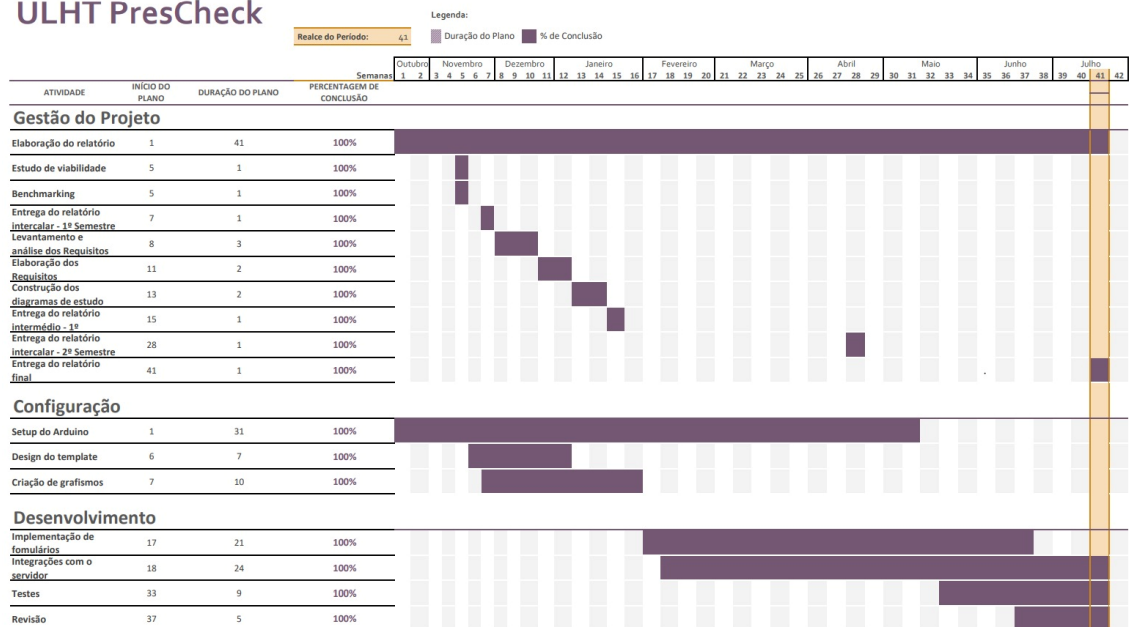 ULHT PresCheck
Legenda:
Realce do Período: 41
Duração do Plano % de Conclusão
Outubro Novembro Dezembro Janeiro Fevereiro Março Abril Maio Junho Julho
Semanas 1 2 3 4 5 6 7 8 9 10 11 12 13 14 15 16 17 18 19 20 21 22 23 24 25 26 27 28 29 30 31 32 33 34 35 36 37 38 39 40 41 42
ATIVIDADE INÍCIO DO PLANO DURAÇÃO DO PLANO PERCENTAGEM DE CONCLUSÃO
Gestão do Projeto
Elaboração do relatório 1 41 100%
Estudo de viabilidade 5 1 100%
Benchmarking 5 1 100%
Entrega do relatório
intercalar - 1º Semestre 7 1 100%
Levantamento e
análise dos Requisitos 8 3 100%
Elaboração dos
Requisitos 11 2 100%
Construção dos
diagramas de estudo 13 2 100%
Entrega do relatório
intermédio - 1º 15 1 100%
Entrega do relatório
intercalar - 2º Semestre 28 1 100%
Entrega do relatório
final 41 1 100%
Configuração
Setup do Arduino 1 31 100%
Design do template 6 7 100%
Criação de grafismos 7 10 100%
Desenvolvimento
Implementação de
fomulários 17 21 100%
Integrações com o
servidor 18 24 100%
Testes 33 9 100%
Revisão 37 5 100%